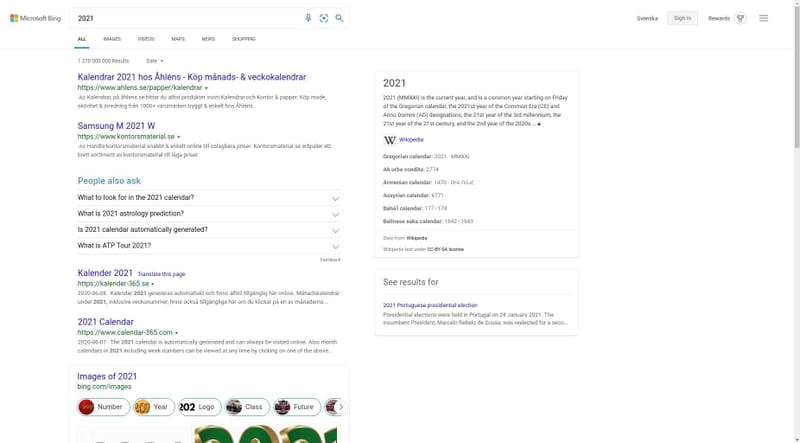 Microsoft Bing
2021
Svenska
Sign in
Rewards
ALL
IMAGES
VIDEOS
MAPS
NEWS
SHOPPING
1 270 000 000 Results
Date
Kalendrar 2021 hos Åhléns - Köp månads- & veckokalendrar
https://www.ahlens.se/papper/kalendrar
Ad Kalendrar, på åhlens.se hittar du alltid produkter inom Kalendrar och Kontor & papper. Köp mode,
skönhet & inredning från 1000+ varumärken tryggt & enkelt hos Åhléns.
Samsung M 2021 W
https://www.kontorsmaterial.se
Ad Handla kontorsmaterial snabbt & enkelt online till oslagbara priser. Kontorsmaterial.se erbjuder ett
brett sortiment av kontorsmaterial till låga priser
People also ask
What to look for in the 2021 calendar?
What is 2021 astrology prediction?
Is 2021 calendar automatically generated?
What is ATP Tour 2021?
Feedback
Kalender 2021 Translate this page
https://kalender-365.se
2020-06-08 · Kalender 2021 genereras automatiskt och finns alltid tillgänglig här online. Månadskalendrar
under 2021, inklusive veckonummer, finns också tillgängliga här om du klickar på en av månaderna...
2021 Calendar
https://www.calendar-365.com
2020-06-07 · The 2021 calendar is automatically generated and can always be visited online. Also month
calendars in 2021 including week numbers can be viewed at any time by clicking on one of the above...
Images of 2021
bing.com/images
Number
Year
202 Logo
Class
Future
2021
2021 (MMXXI) is the current year, and is a common year starting on Friday
of the Gregorian calendar, the 2021st year of the Common Era (CE) and
Anno Domini (AD) designations, the 21st year of the 3rd millennium, the
21st year of the 21st century, and the 2nd year of the 2020s ...
Wikipedia
Gregorian calendar: 2021 · MMXXI
Ab urbe condita: 2774
Armenian calendar: 1470 ·
Assyrian calendar: 6771
Bahá'í calendar: 177–178
Balinese saka calendar: 1942–1943
Data from: Wikipedia
Wikipedia text under CC-BY-SA license
See results for
2021 Portuguese presidential election
Presidential elections were held in Portugal on 24 January 2021. The
incumbent President, Marcelo Rebelo de Sousa, was reelected for a seco...